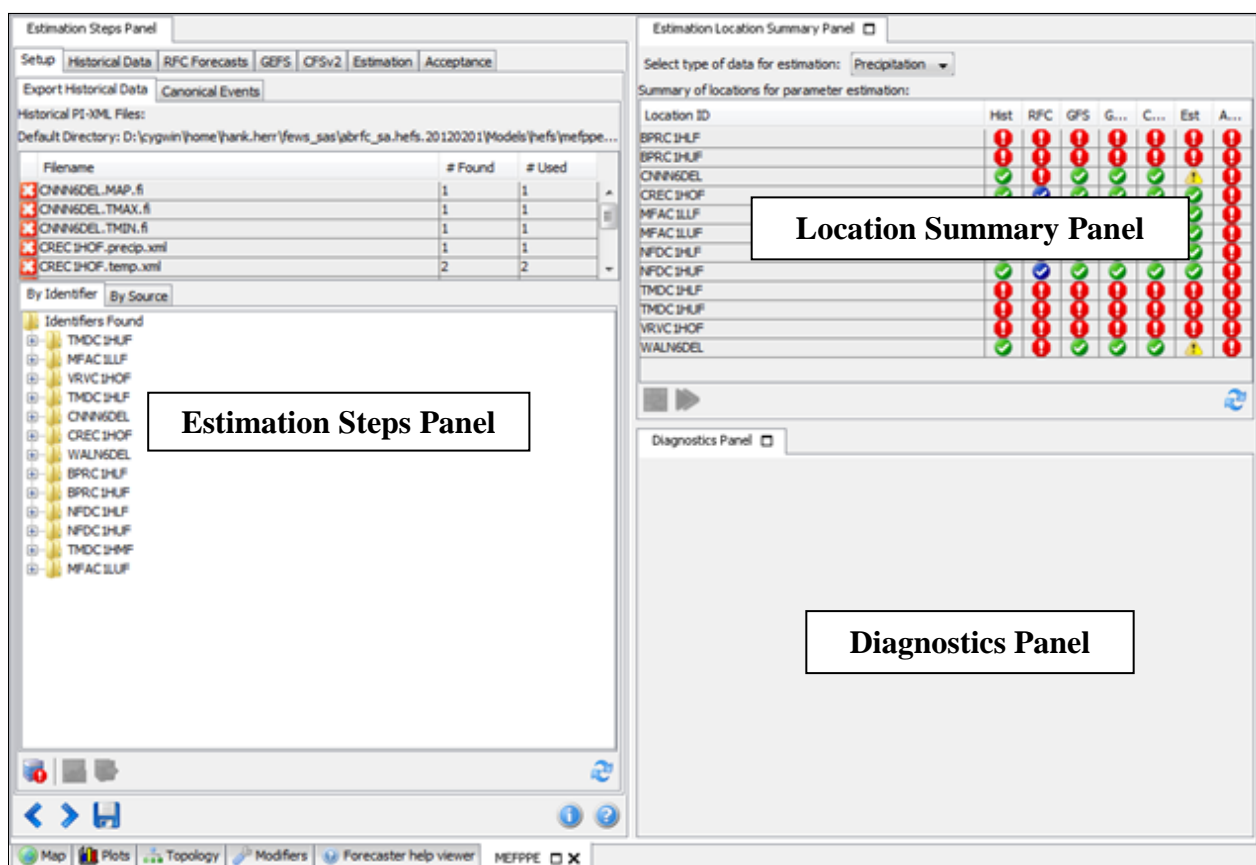 Estimation Steps Panel
Setup Historical Data RFC Forecasts GEFS CFSv2 Estimation Acceptance
Export Historical Data Canonical Events
Historical PI-XML Files:
Default Directory: D:\cygwin\home\hank.herr\fews_sas\abrfc_sa.hefs.20120201\Models\hefs\mefppe...
Filename # Found # Used
CNNN6DEL.MAP.fi 1 1
CNNN6DEL.TMAX.fi 1 1
CNNN6DEL.TMIN.fi 1 1
CREC1HOF.precip.xml 1 1
CREC1HOF.temp.xml 2 2
By Identifier By Source
Identifiers Found
TMDC1HUF
MFAC1LLF
VRVC1HOF
TMDC1HLF
CNNN6DEL
CREC1HOF
WALN6DEL
BPRC1HLF
BPRC1HUF
NFDC1HLF
NFDC1HUF
TMDC1HMF
MFAC1LUF
Estimation Steps Panel
Estimation Location Summary Panel
Select type of data for estimation: Precipitation
Summary of locations for parameter estimation:
Location ID Hist RFC GFS G... C... Est A...
BPRC1HLF
BPRC1HUF
CNNN6DEL
CREC1HOF
MFAC1LLF
MFAC1LUF
NFDC1HLF
NFDC1HUF
TMDC1HLF
TMDC1HUF
VRVC1HOF
WALN6DEL
Location Summary Panel
Diagnostics Panel
Diagnostics Panel
Map Plots Topology Modifiers Forecaster help viewer MEFPPE